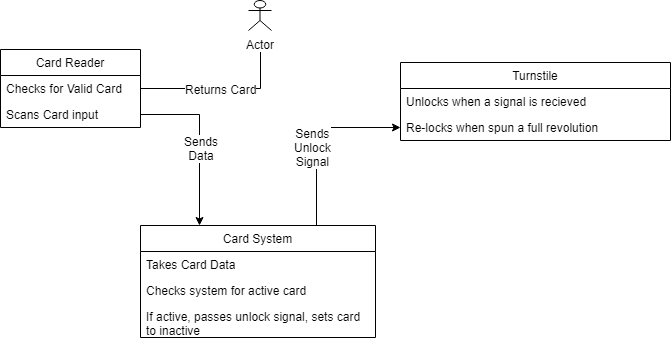 Actor
Card Reader
Checks for Valid Card
Scans Card input
Returns Card
Sends
Data
Sends
Unlock
Signal
Turnstile
Unlocks when a signal is recieved
Re-locks when spun a full revolution
Card System
Takes Card Data
Checks system for active card
If active, passes unlock signal, sets card
to inactive